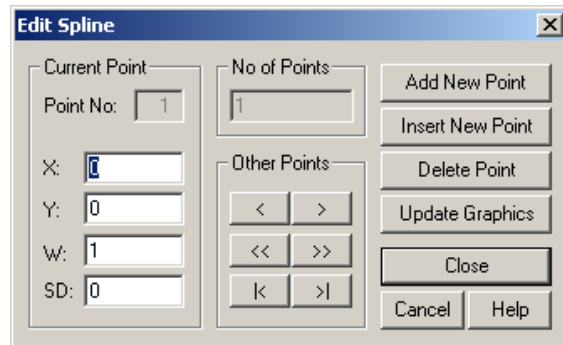 Edit Spline
Current Point
Point No: 1
X: 0
Y: 0
W: 1
SD: 0
No of Points
1
Other Points
< >
<< >>
|< >|
Add New Point
Insert New Point
Delete Point
Update Graphics
Close
Cancel Help